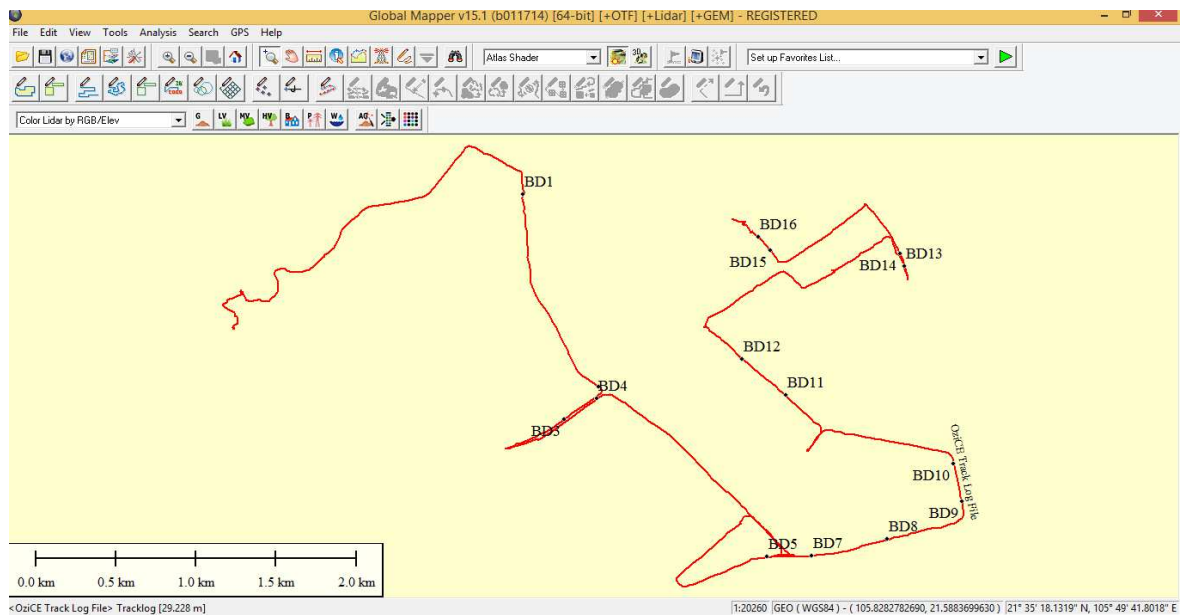 Global Mapper v15.1 (b011714) [64-bit] [+OTF] [+Lidar] [+GEM] - REGISTERED
File Edit View Tools Analysis Search GPS Help
Atlas Shader
Set up Favorites List...
Color Lidar by RGB/Elev
BD1
BD16
BD15
BD13
BD14
BD12
BD4
BD11
BD3
OziCE Track Log File
BD10
BD9
BD8
BD5
BD7
0.0 km 0.5 km 1.0 km 1.5 km 2.0 km
<OziCE Track Log File> Tracklog [29.228 m]
1:20260 GEO ( WGS84 ) - ( 105.8282782690, 21.5883699630 ) 21° 35' 18.1319" N, 105° 49' 41.8018" E